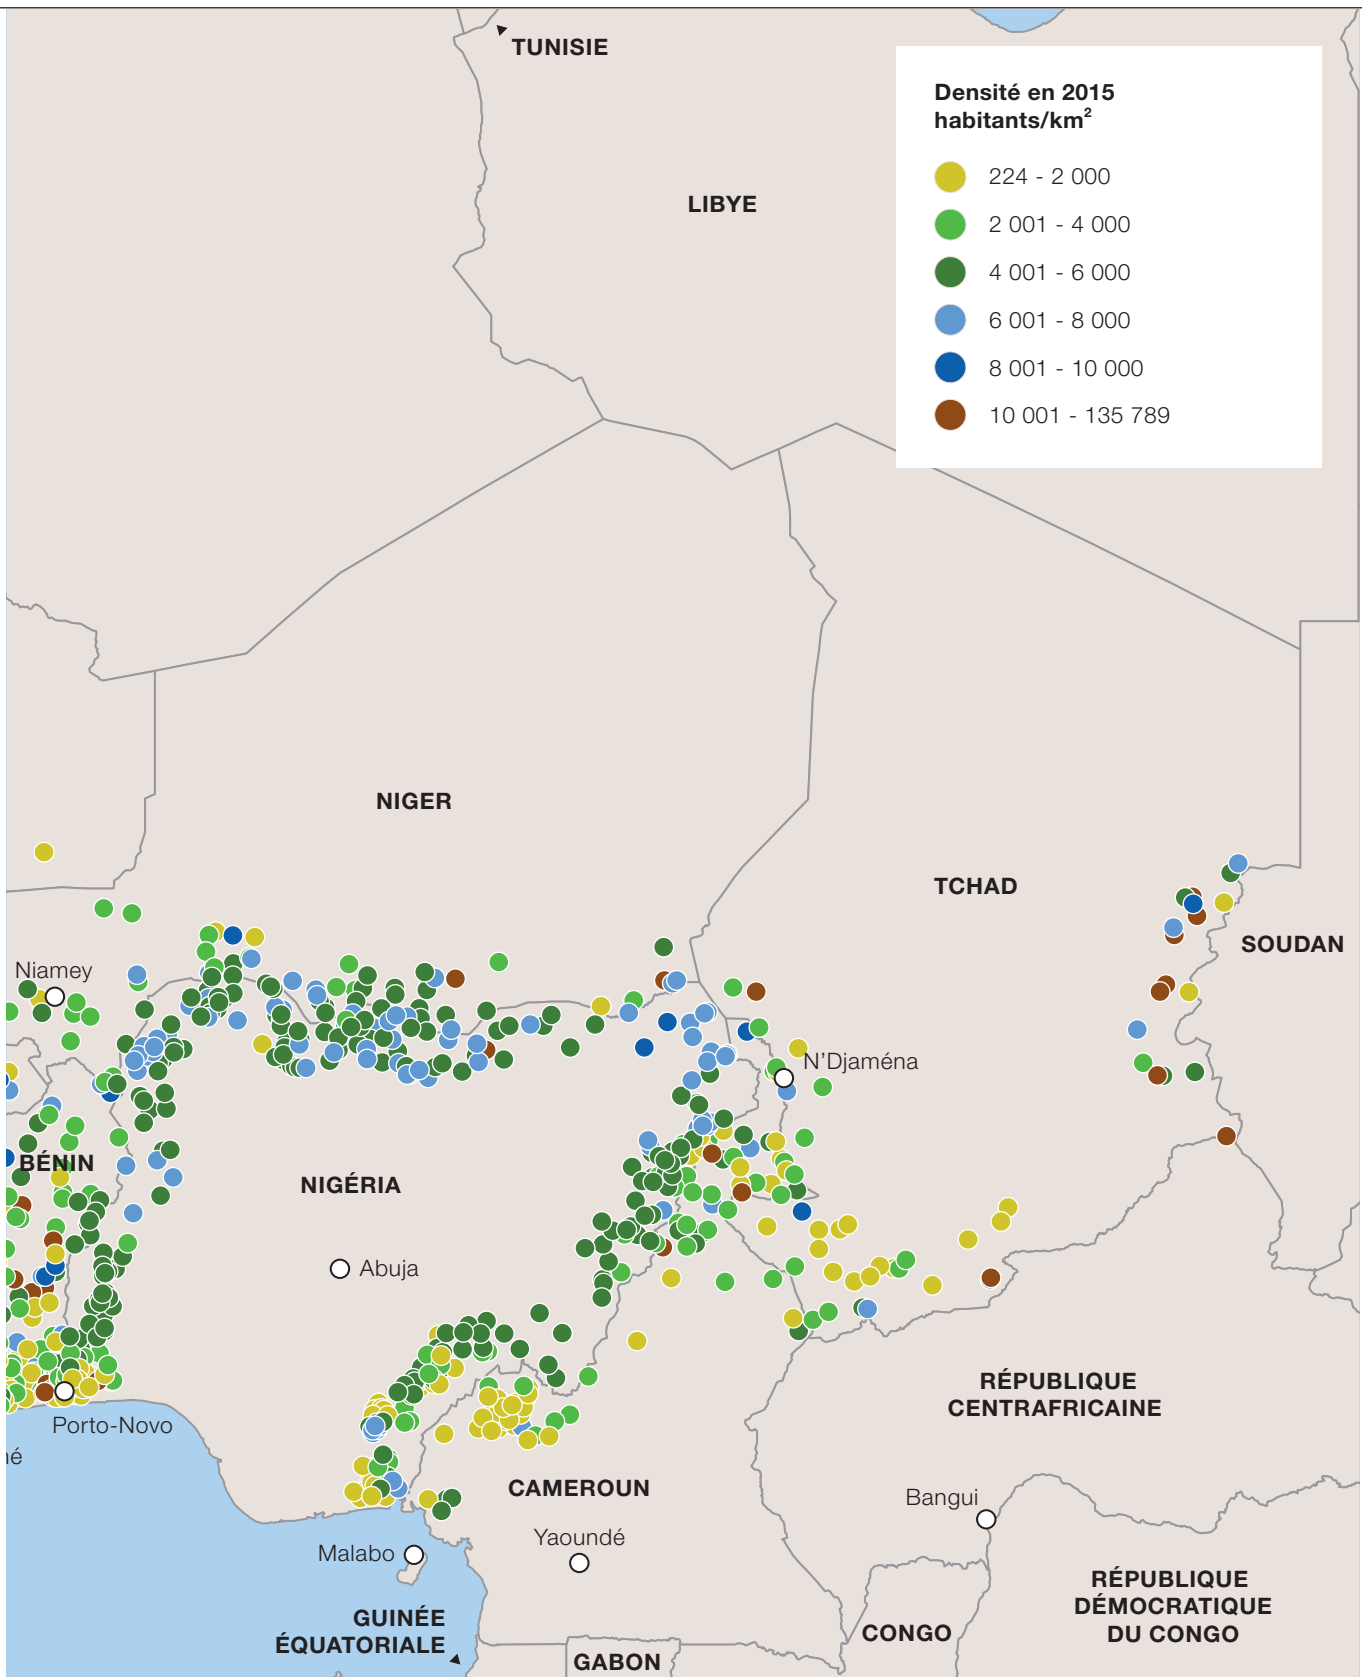 TUNISIE
Densité en 2015
habitants/km²
224 - 2 000
2 001 - 4 000
4 001 - 6 000
6 001 - 8 000
8 001 - 10 000
10 001 - 135 789
LIBYE
NIGER
TCHAD
SOUDAN
Niamey
N'Djaména
BÉNIN
NIGÉRIA
Abuja
RÉPUBLIQUE
CENTRAFRICAINE
Porto-Novo
né
CAMEROUN
Bangui
Yaoundé
Malabo
RÉPUBLIQUE
DÉMOCRATIQUE
DU CONGO
GUINÉE
ÉQUATORIALE
CONGO
GABON